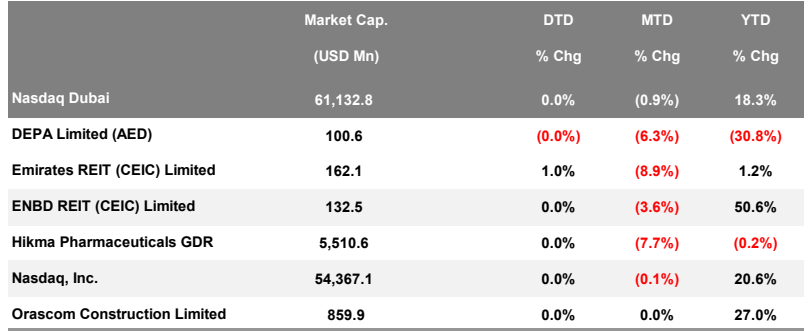 Market Cap. DTD MTD YTD
(USD Mn) % Chg % Chg % Chg
Nasdaq Dubai 61,132.8 0.0% (0.9%) 18.3%
DEPA Limited (AED) 100.6 (0.0%) (6.3%) (30.8%)
Emirates REIT (CEIC) Limited 162.1 1.0% (8.9%) 1.2%
ENBD REIT (CEIC) Limited 132.5 0.0% (3.6%) 50.6%
Hikma Pharmaceuticals GDR 5,510.6 0.0% (7.7%) (0.2%)
Nasdaq, Inc. 54,367.1 0.0% (0.1%) 20.6%
Orascom Construction Limited 859.9 0.0% 0.0% 27.0%